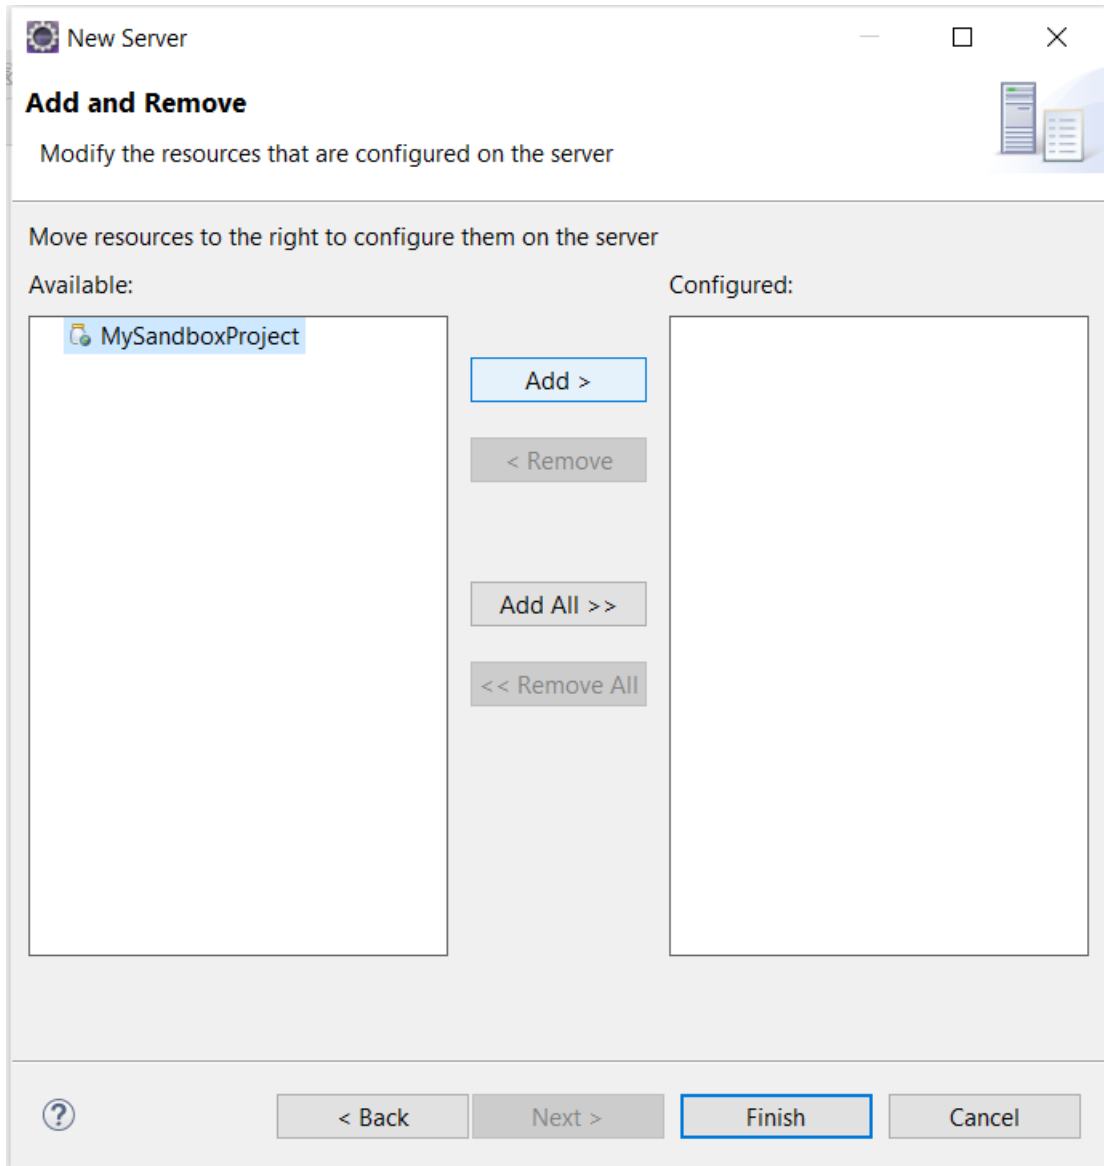 New Server
Add and Remove
Modify the resources that are configured on the server
Move resources to the right to configure them on the server
Available:
Configured:
MySandboxProject
Add >
< Remove
Add All >>
<< Remove All
?
< Back
Next >
Finish
Cancel